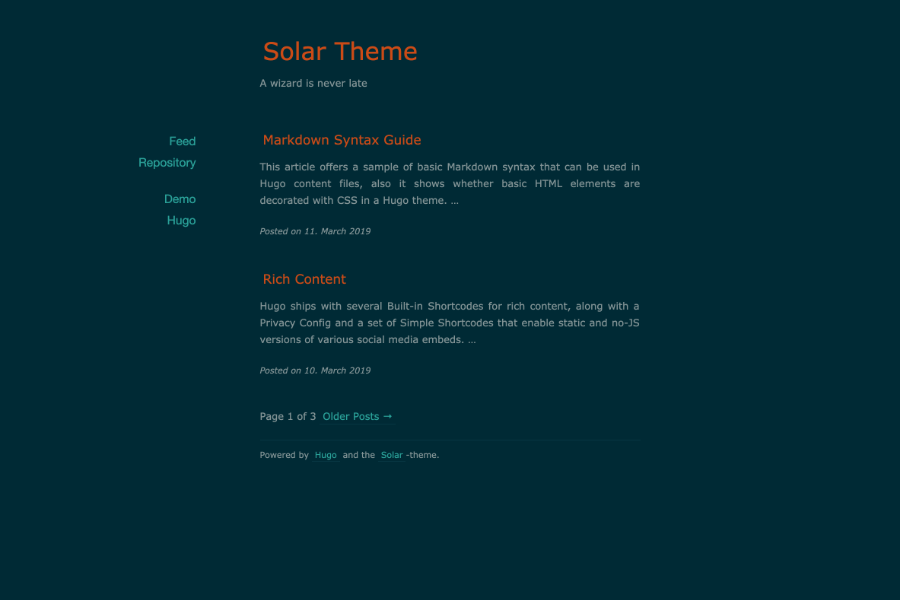 Solar Theme
A wizard is never late
Feed
Repository
Demo
Hugo
Markdown Syntax Guide
This article offers a sample of basic Markdown syntax that can be used in
Hugo content files, also it shows whether basic HTML elements are
decorated with CSS in a Hugo theme. …
Posted on 11. March 2019
Rich Content
Hugo ships with several Built-in Shortcodes for rich content, along with a
Privacy Config and a set of Simple Shortcodes that enable static and no-JS
versions of various social media embeds. …
Posted on 10. March 2019
Page 1 of 3 Older Posts →
Powered by Hugo and the Solar -theme.